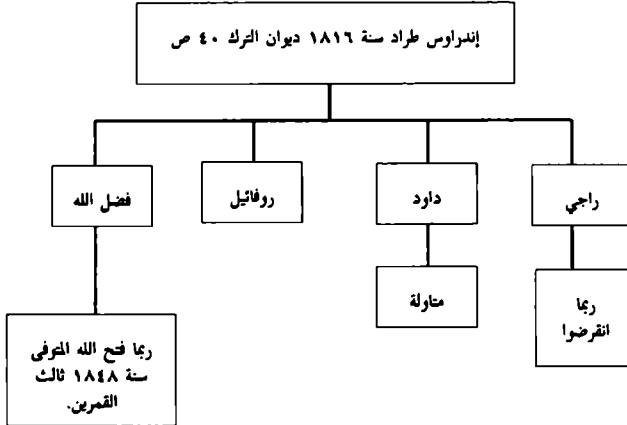 إندراوس طراد سنة ١٨١٦ ديوان الترك ٤٠ ص
راجي
داود
روفائيل
فضل الله
ربما
انقرضوا
متاولة
ربما فتح الله المتوفى
سنة ١٨٤٨ ثالث
القمرين.